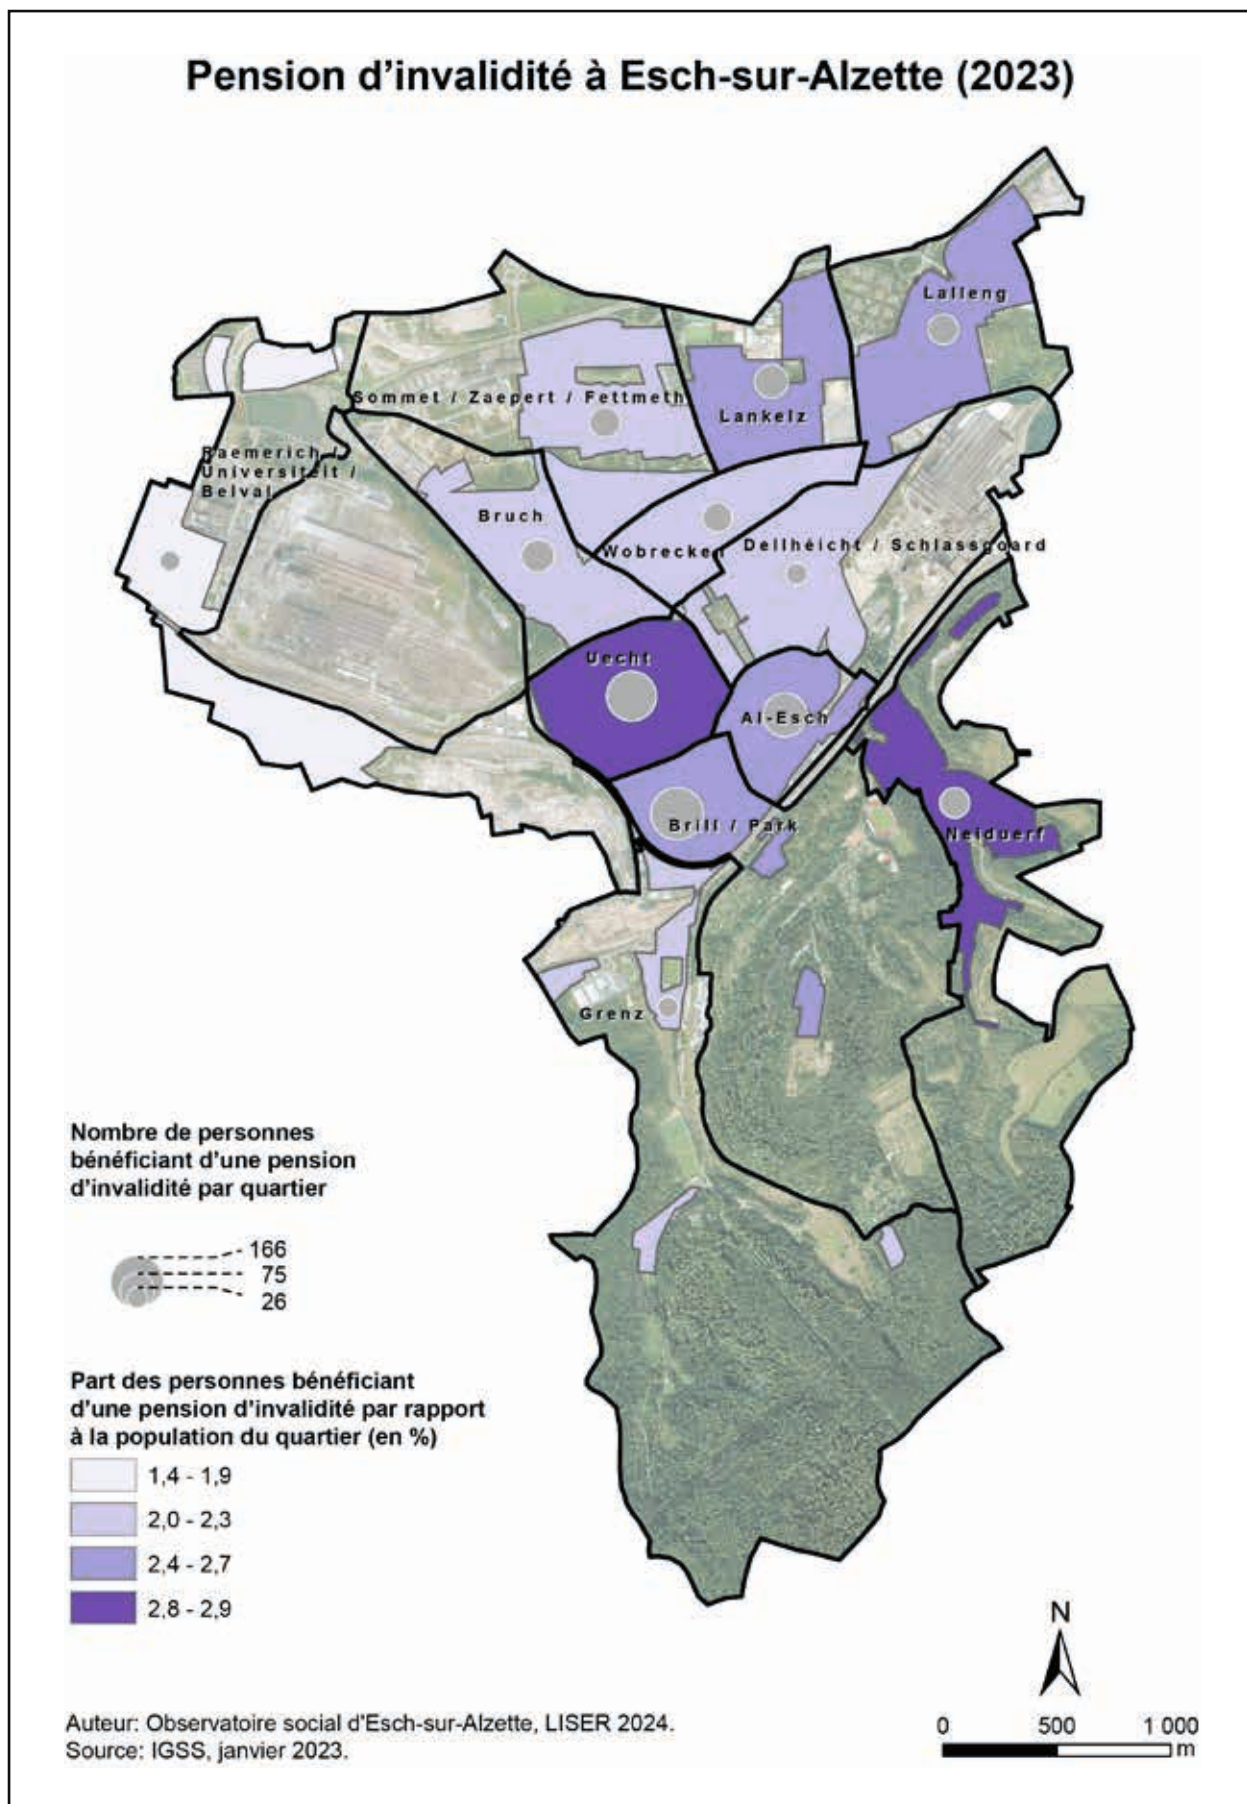 Pension d'invalidité à Esch-sur-Alzette (2023)
Lalleng
Sommet / Zaepert / Fettmeth
Lankelz
Raemerich /
Universiteit /
Belval
Bruch
Wobrecken
Dellhéicht / Schlassgoard
Uecht
Al-Esch
Brill / Park
Neiduerf
Grenz
Nombre de personnes
bénéficiant d'une pension
d'invalidité par quartier
166
75
26
Part des personnes bénéficiant
d'une pension d'invalidité par rapport
à la population du quartier (en %)
1,4 - 1,9
2,0 - 2,3
2,4 - 2,7
2,8 - 2,9
N
Auteur: Observatoire social d'Esch-sur-Alzette, LISER 2024.
Source: IGSS, janvier 2023.
0 500 1 000
m